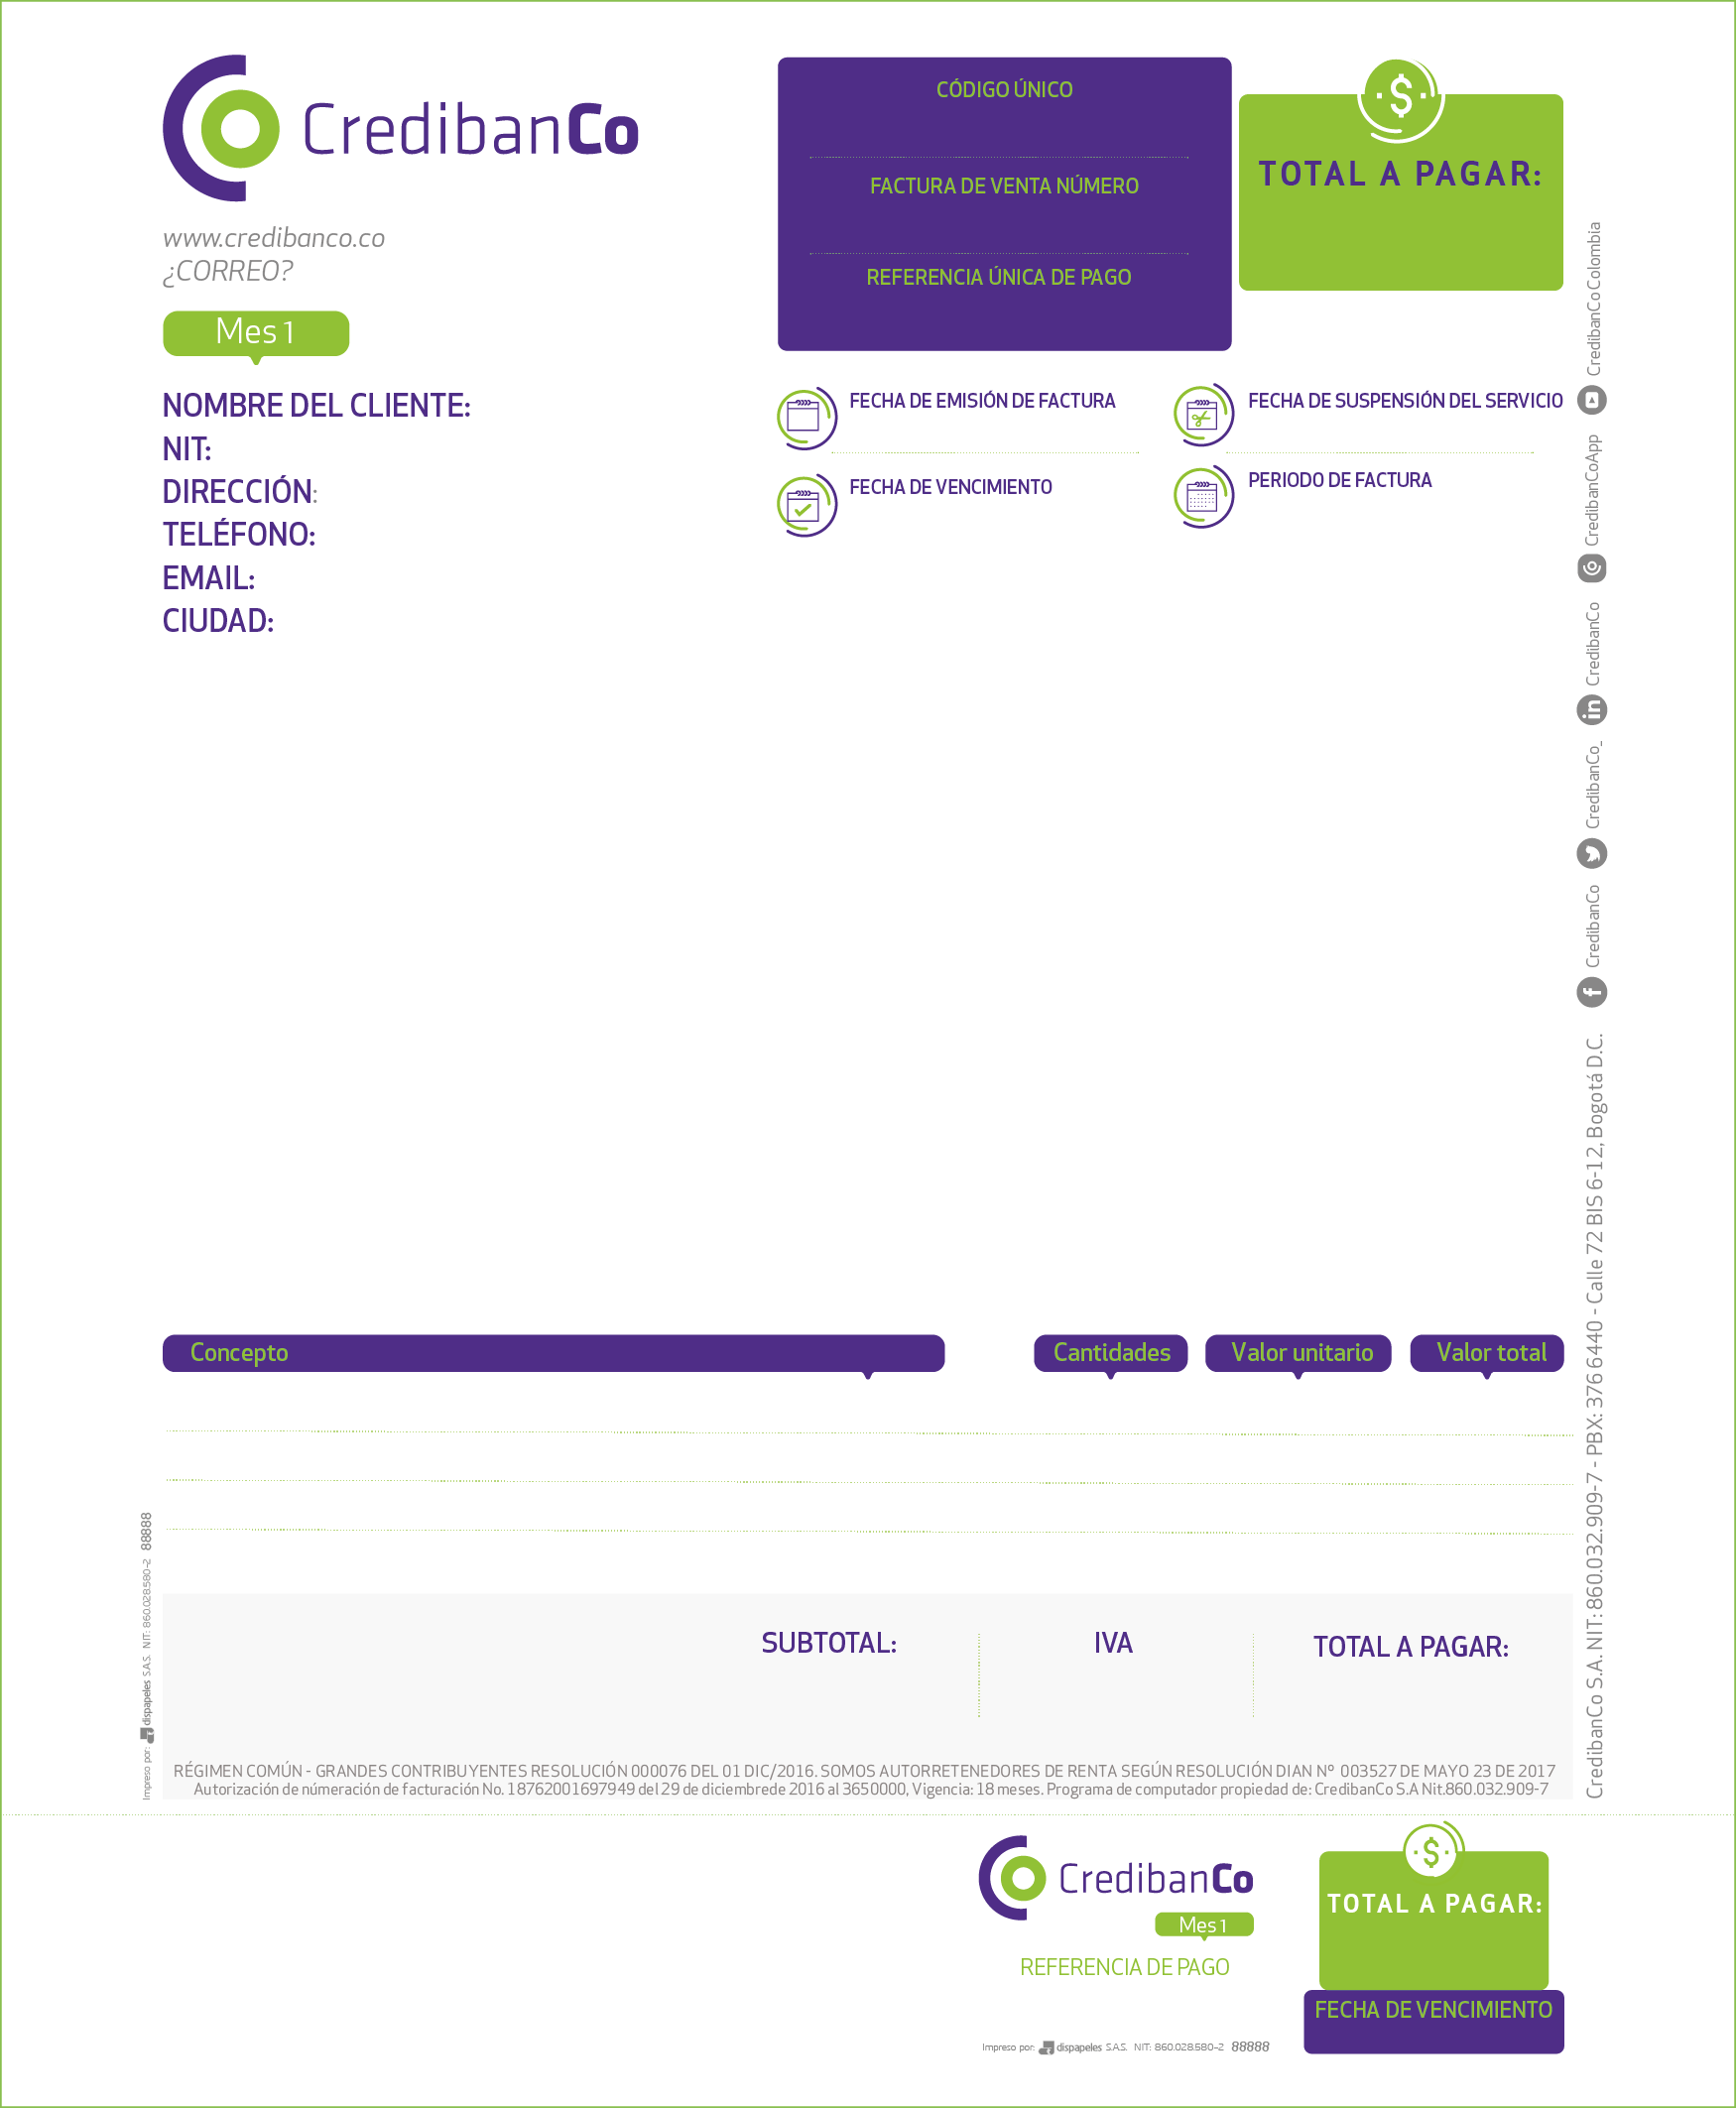 CredibanCo
www.credibanco.co
¿CORREO?
Mes 1
CÓDIGO ÚNICO
FACTURA DE VENTA NÚMERO
REFERENCIA ÚNICA DE PAGO
TOTAL A PAGAR:
NOMBRE DEL CLIENTE:
NIT:
DIRECCIÓN:
TELÉFONO:
EMAIL:
CIUDAD:
FECHA DE EMISIÓN DE FACTURA
FECHA DE SUSPENSIÓN DEL SERVICIO
FECHA DE VENCIMIENTO
PERIODO DE FACTURA
CredibanCo S.A. NIT: 860.032.909-7 - PBX: 376 6440 - Calle 72 BIS 6-12, Bogotá D.C. CredibanCo CredibanCo_ CredibanCo CredibanCoApp CredibanCo Colombia
Concepto Cantidades Valor unitario Valor total
Impreso por: dispapeles S.A.S. NIT: 860.028.580-2 88888
SUBTOTAL: IVA TOTAL A PAGAR:
RÉGIMEN COMÚN - GRANDES CONTRIBUYENTES RESOLUCIÓN 000076 DEL 01 DIC/2016. SOMOS AUTORRETENEDORES DE RENTA SEGÚN RESOLUCIÓN DIAN Nº 003527 DE MAYO 23 DE 2017
Autorización de númeración de facturación No. 18762001697949 del 29 de diciembrede 2016 al 3650000, Vigencia: 18 meses. Programa de computador propiedad de: CredibanCo S.A Nit.860.032.909-7
CredibanCo
Mes 1
REFERENCIA DE PAGO
TOTAL A PAGAR:
FECHA DE VENCIMIENTO
Impreso por: dispapeles S.A.S. NIT: 860.028.580-2 88888